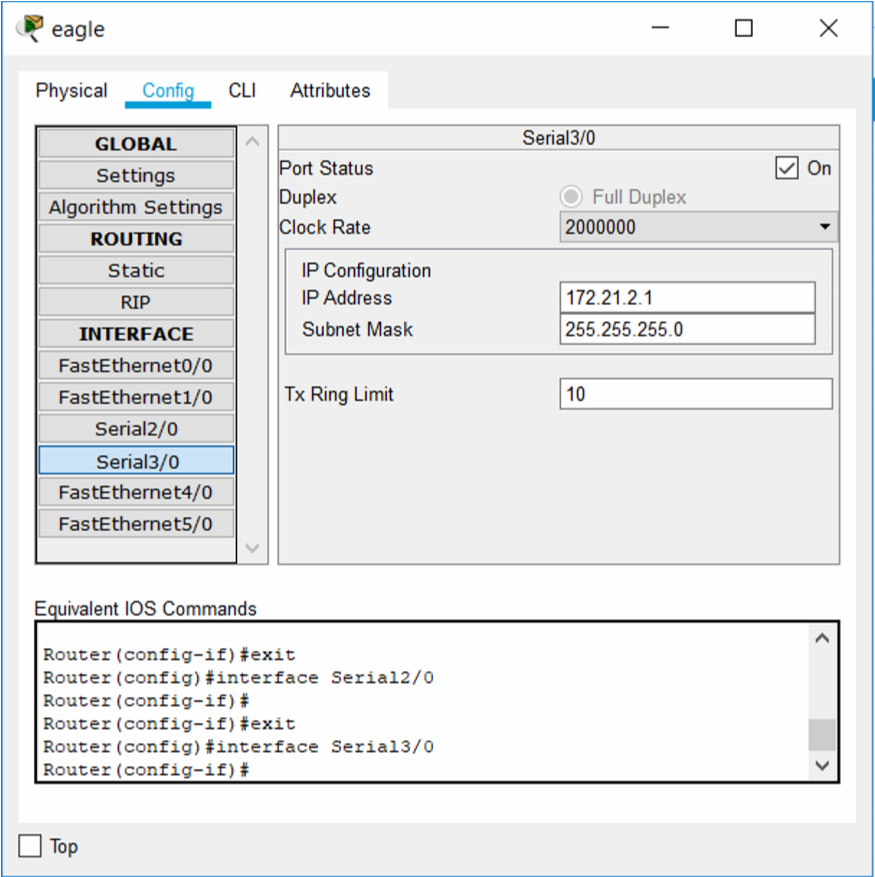 eagle
Physical Config CLI Attributes
GLOBAL
Settings
Algorithm Settings
ROUTING
Static
RIP
INTERFACE
FastEthernet0/0
FastEthernet1/0
Serial2/0
Serial3/0
FastEthernet4/0
FastEthernet5/0
Serial3/0
Port Status On
Duplex Full Duplex
Clock Rate 2000000
IP Configuration
IP Address 172.21.2.1
Subnet Mask 255.255.255.0
Tx Ring Limit 10
Equivalent IOS Commands
Router(config-if)#exit
Router(config)#interface Serial2/0
Router(config-if)#
Router(config-if)#exit
Router(config)#interface Serial3/0
Router(config-if)#
Top